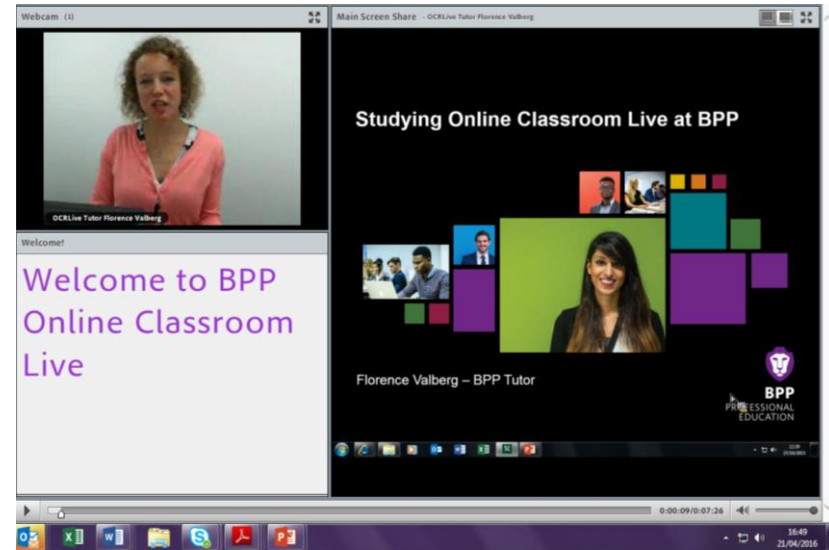 Webcam (1)
OCRLive Tutor Florence Valberg
Welcome!
Welcome to BPP
Online Classroom
Live
Main Screen Share - OCRLive Tutor Florence Valberg
Studying Online Classroom Live at BPP
Florence Valberg – BPP Tutor
BPP
PROFESSIONAL
EDUCATION
0:00:09/0:07:26
16:49
21/04/2016